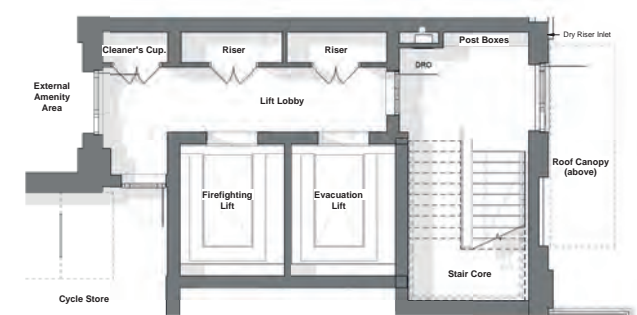 Post Boxes
Dry Riser Inlet
Cleaner's Cup.
Riser
Riser
DRO
External
Amenity
Area
Lift Lobby
Roof Canopy
(above)
Firefighting
Lift
Evacuation
Lift
Stair Core
Cycle Store